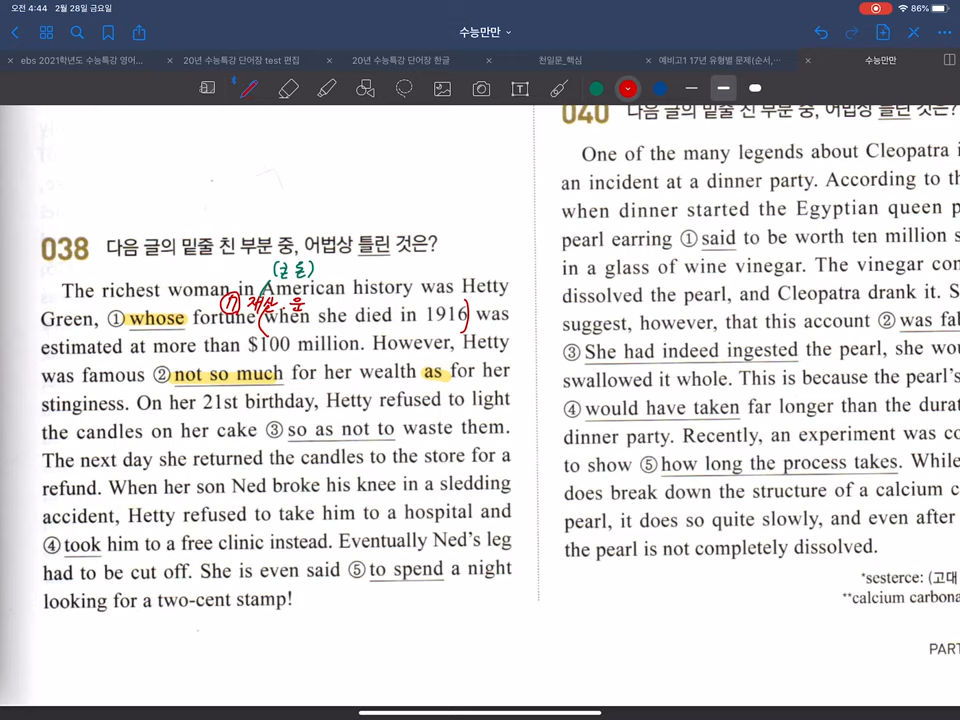 오전 4:44 2월 28일 금요일
86%
수능만만
ebs 2021학년도 수능특강 영어...
20년 수능특강 단어장 test 편집
20년 수능특강 단어장 한글
천일문_핵심
예비고1 17년 유형별 문제(순서,...
수능만만
038 다음 글의 밑줄 친 부분 중, 어법상 틀린 것은?
The richest woman in American history was Hetty
Green, ① whose fortune (when she died in 1916) was
estimated at more than $100 million. However, Hetty
was famous ② not so much for her wealth as for her
stinginess. On her 21st birthday, Hetty refused to light
the candles on her cake ③ so as not to waste them.
The next day she returned the candles to the store for a
refund. When her son Ned broke his knee in a sledding
accident, Hetty refused to take him to a hospital and
④ took him to a free clinic instead. Eventually Ned's leg
had to be cut off. She is even said ⑤ to spend a night
looking for a two-cent stamp!
040 다음 글의 밑줄 친 부분 중, 어법상 틀린 것은?
One of the many legends about Cleopatra i
an incident at a dinner party. According to th
when dinner started the Egyptian queen p
pearl earring ① said to be worth ten million s
in a glass of wine vinegar. The vinegar con
dissolved the pearl, and Cleopatra drank it. S
suggest, however, that this account ② was fab
③ She had indeed ingested the pearl, she wou
swallowed it whole. This is because the pearl's
④ would have taken far longer than the durat
dinner party. Recently, an experiment was co
to show ⑤ how long the process takes. While
does break down the structure of a calcium c
pearl, it does so quite slowly, and even after
the pearl is not completely dissolved.
*sesterce: (고대
**calcium carbona
PART